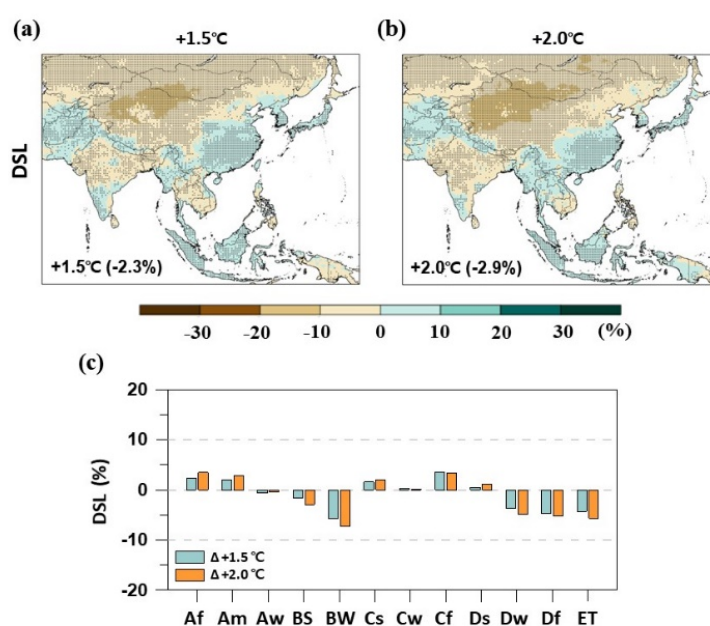 (a) +1.5℃
(b) +2.0℃
DSL
+1.5℃ (-2.3%)
+2.0℃ (-2.9%)
-30 -20 -10 0 10 20 30 (%)
(c)
DSL (%)
20
10
0
-10
-20
Δ +1.5℃
Δ +2.0℃
Af Am Aw BS BW Cs Cw Cf Ds Dw Df ET